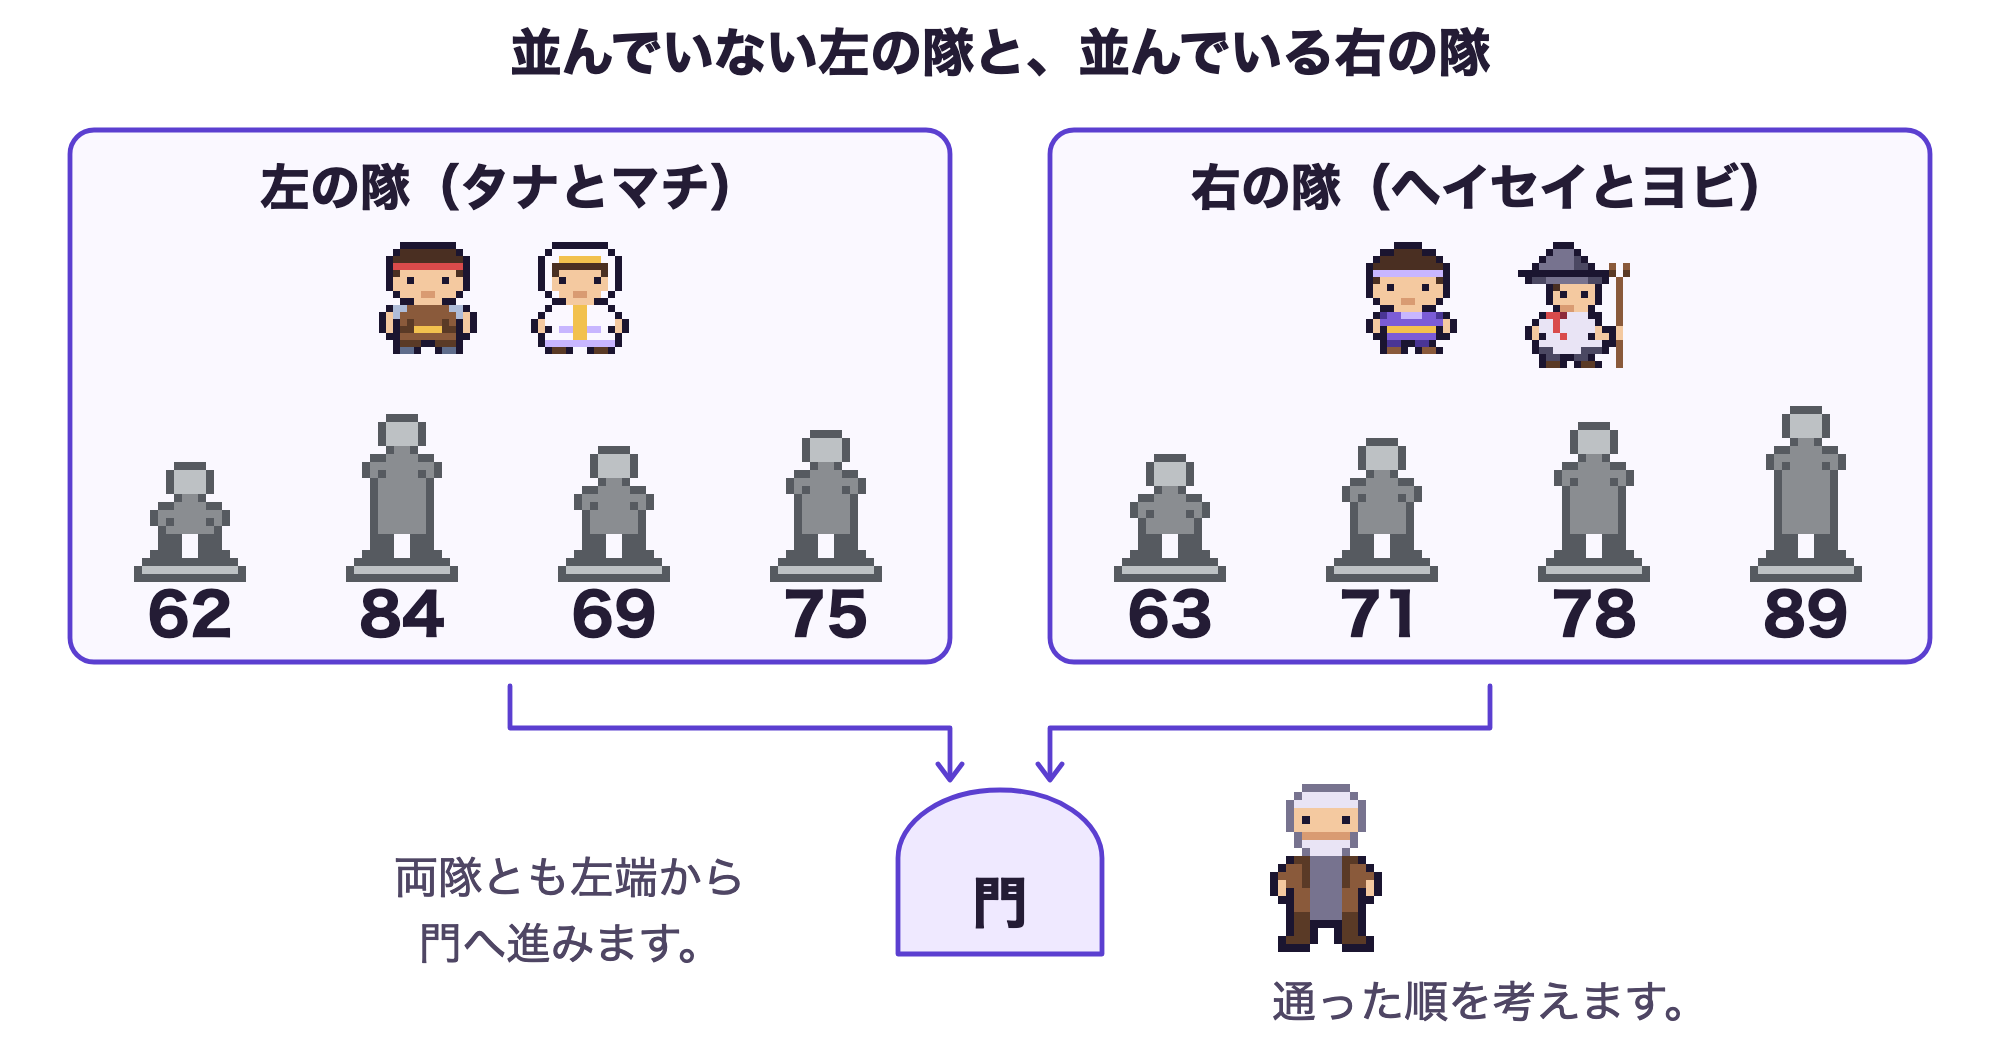 並んでいない左の隊と、並んでいる右の隊
左の隊（タナとマチ）
62 84 69 75
右の隊（ヘイセイとヨビ）
63 71 78 89
両隊とも左端から
門へ進みます。
門
通った順を考えます。